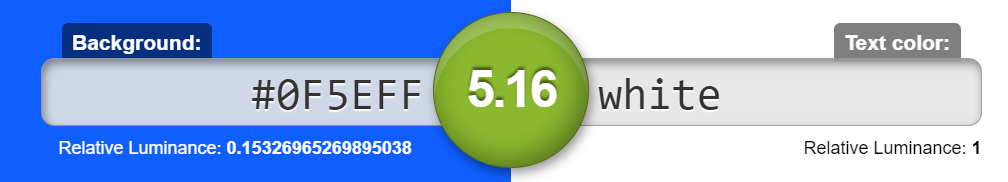 Background:
Text color:
#0F5EFF
5.16
white
Relative Luminance: 0.15326965269895038
Relative Luminance: 1